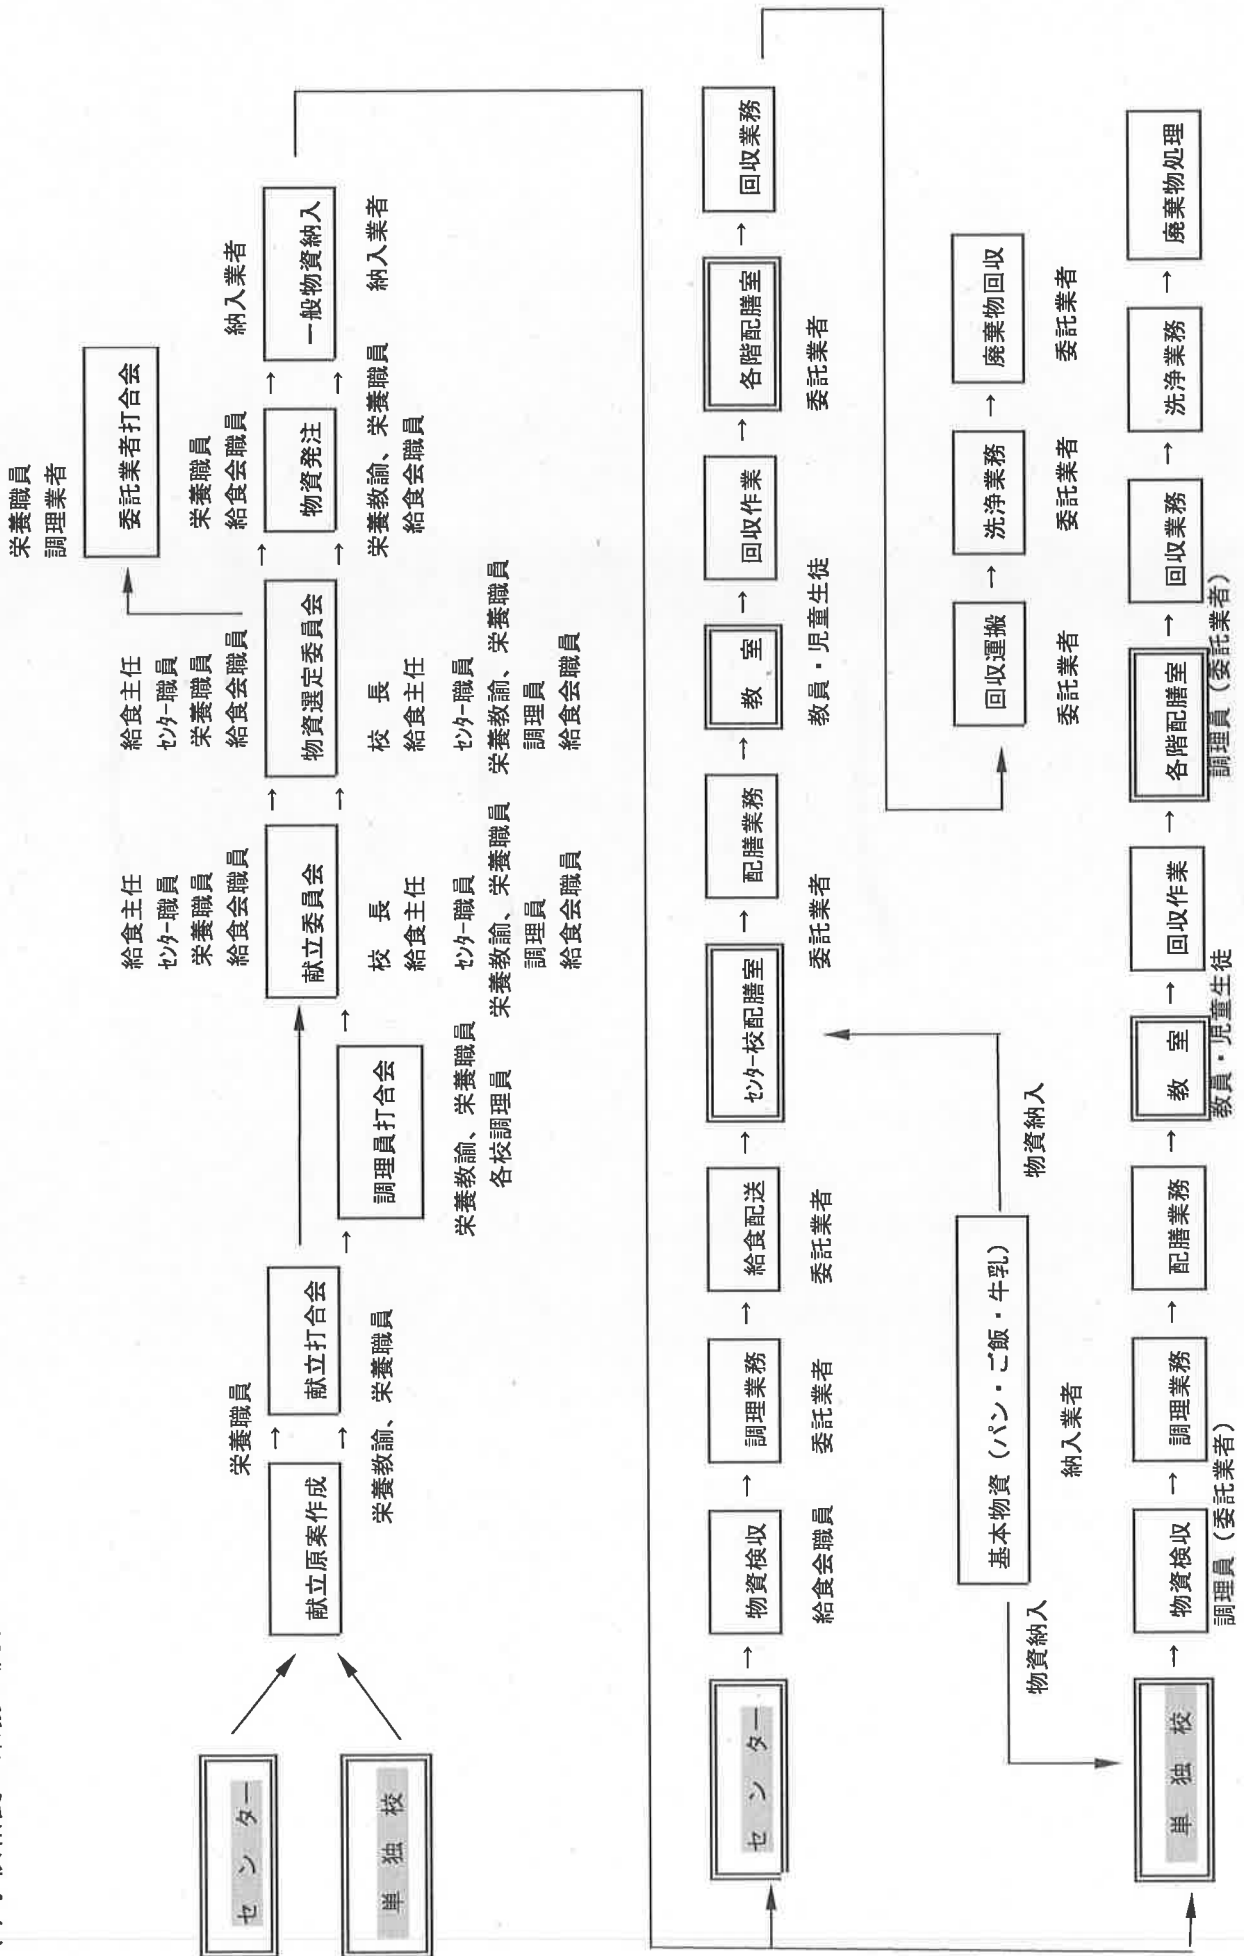 センター
単独校
栄養職員
献立原案作成
→
→
栄養教諭、栄養職員
献立打合会
→
調理員打合会
栄養教諭、栄養職員
各校調理員
→
給食主任
センター職員
栄養職員
給食会職員
献立委員会
校　長
給食主任
センター職員
栄養教諭、栄養職員
調理員
給食会職員
→
→
給食主任
センター職員
栄養職員
給食会職員
物資選定委員会
校　長
給食主任
センター職員
栄養教諭、栄養職員
調理員
給食会職員
栄養職員
調理業者
委託業者打合会
→
→
栄養職員
給食会職員
物資発注
栄養教諭、栄養職員
給食会職員
→
→
納入業者
一般物資納入
納入業者
センター
→
物資検収
給食会職員
→
調理業務
委託業者
→
給食配送
委託業者
→
センター校配膳室
→
配膳業務
委託業者
→
教　室
→
回収作業
教員・児童生徒
→
各階配膳室
→
回収業務
委託業者
回収運搬
委託業者
→
洗浄業務
委託業者
→
廃棄物回収
委託業者
物資納入
基本物資（パン・ご飯・牛乳）
納入業者
物資納入
単独校
→
物資検収
調理員（委託業者）
→
調理業務
→
配膳業務
→
教　室
教員・児童生徒
→
回収作業
→
各階配膳室
調理員（委託業者）
→
回収業務
→
洗浄業務
→
廃棄物処理